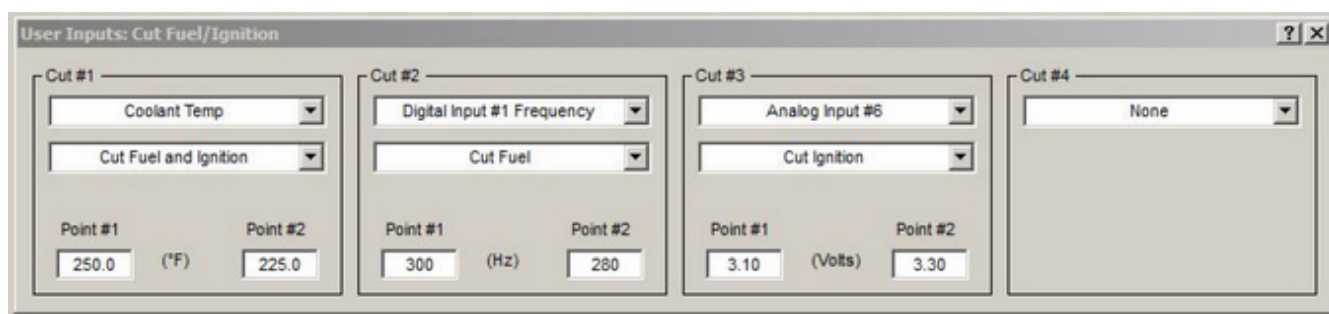 User Inputs: Cut Fuel/Ignition
Cut #1
Coolant Temp
Cut Fuel and Ignition
Point #1
Point #2
250.0
(°F)
225.0
Cut #2
Digital Input #1 Frequency
Cut Fuel
Point #1
Point #2
300
(Hz)
280
Cut #3
Analog Input #6
Cut Ignition
Point #1
Point #2
3.10
(Volts)
3.30
Cut #4
None